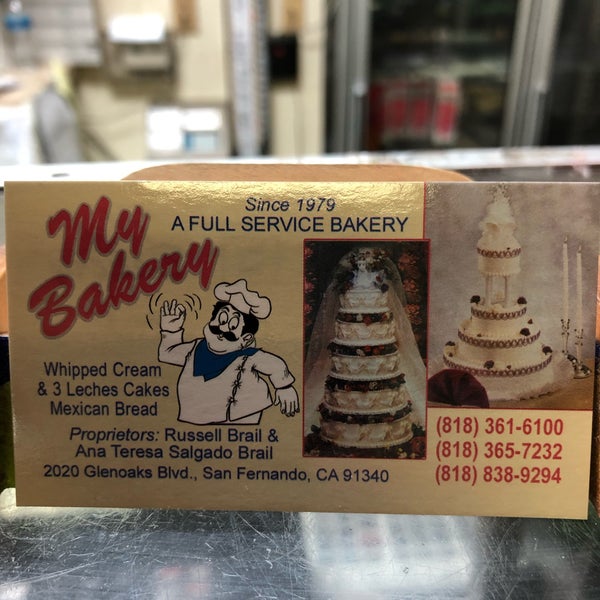 Since 1979
A FULL SERVICE BAKERY
My
Bakery
Whipped Cream
& 3 Leches Cakes
Mexican Bread
Proprietors: Russell Brail &
Ana Teresa Salgado Brail
2020 Glenoaks Blvd., San Fernando, CA 91340
(818) 361-6100
(818) 365-7232
(818) 838-9294